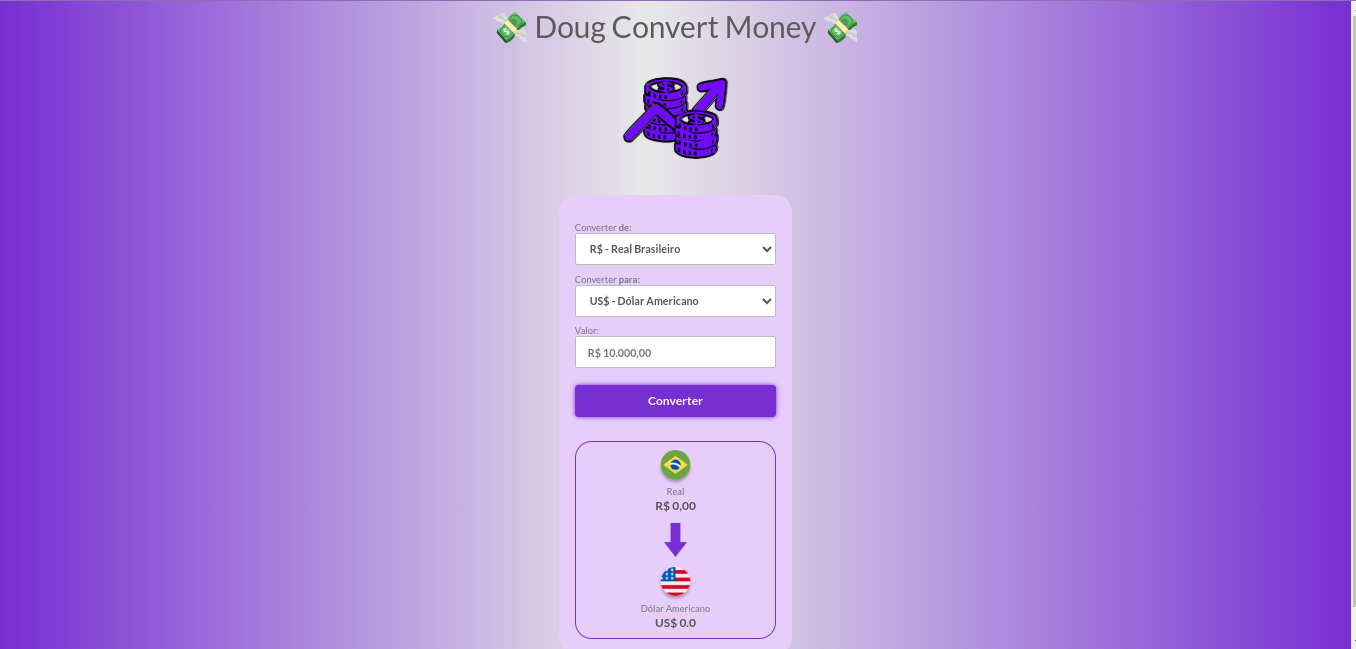 Doug Convert Money
Converter de:
R$ - Real Brasileiro
Converter para:
US$ - Dólar Americano
Valor:
R$ 10.000,00
Converter
Real
R$ 0,00
Dólar Americano
US$ 0.0